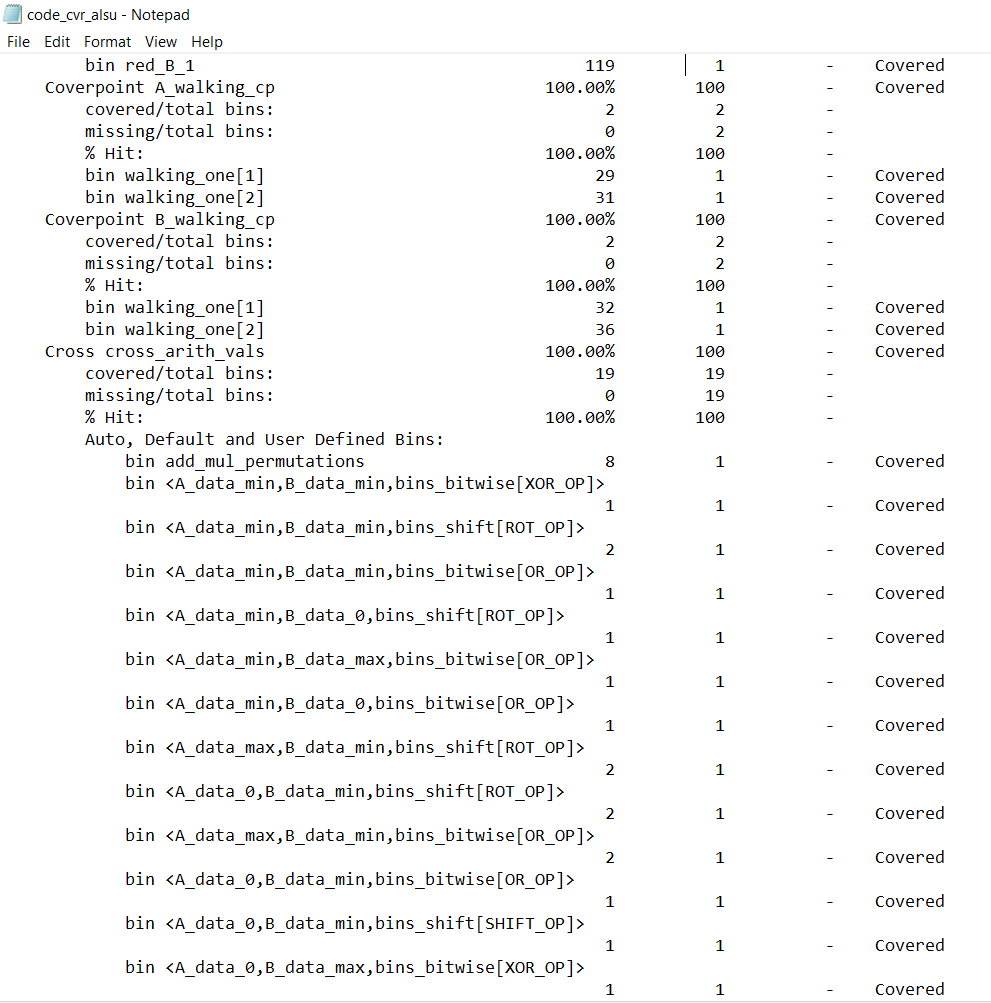 code_cvr_alsu - Notepad
File Edit Format View Help
bin red_B_1 119 1 - Covered
Coverpoint A_walking_cp 100.00% 100 - Covered
covered/total bins: 2 2 -
missing/total bins: 0 2 -
% Hit: 100.00% 100 -
bin walking_one[1] 29 1 - Covered
bin walking_one[2] 31 1 - Covered
Coverpoint B_walking_cp 100.00% 100 - Covered
covered/total bins: 2 2 -
missing/total bins: 0 2 -
% Hit: 100.00% 100 -
bin walking_one[1] 32 1 - Covered
bin walking_one[2] 36 1 - Covered
Cross cross_arith_vals 100.00% 100 - Covered
covered/total bins: 19 19 -
missing/total bins: 0 19 -
% Hit: 100.00% 100 -
Auto, Default and User Defined Bins:
bin add_mul_permutations 8 1 - Covered
bin <A_data_min,B_data_min,bins_bitwise[XOR_OP]>
1 1 - Covered
bin <A_data_min,B_data_min,bins_shift[ROT_OP]>
2 1 - Covered
bin <A_data_min,B_data_min,bins_bitwise[OR_OP]>
1 1 - Covered
bin <A_data_min,B_data_0,bins_shift[ROT_OP]>
1 1 - Covered
bin <A_data_min,B_data_max,bins_bitwise[OR_OP]>
1 1 - Covered
bin <A_data_min,B_data_0,bins_bitwise[OR_OP]>
1 1 - Covered
bin <A_data_max,B_data_min,bins_shift[ROT_OP]>
2 1 - Covered
bin <A_data_0,B_data_min,bins_shift[ROT_OP]>
2 1 - Covered
bin <A_data_max,B_data_min,bins_bitwise[OR_OP]>
2 1 - Covered
bin <A_data_0,B_data_min,bins_bitwise[OR_OP]>
1 1 - Covered
bin <A_data_0,B_data_min,bins_shift[SHIFT_OP]>
1 1 - Covered
bin <A_data_0,B_data_max,bins_bitwise[XOR_OP]>
1 1 - Covered